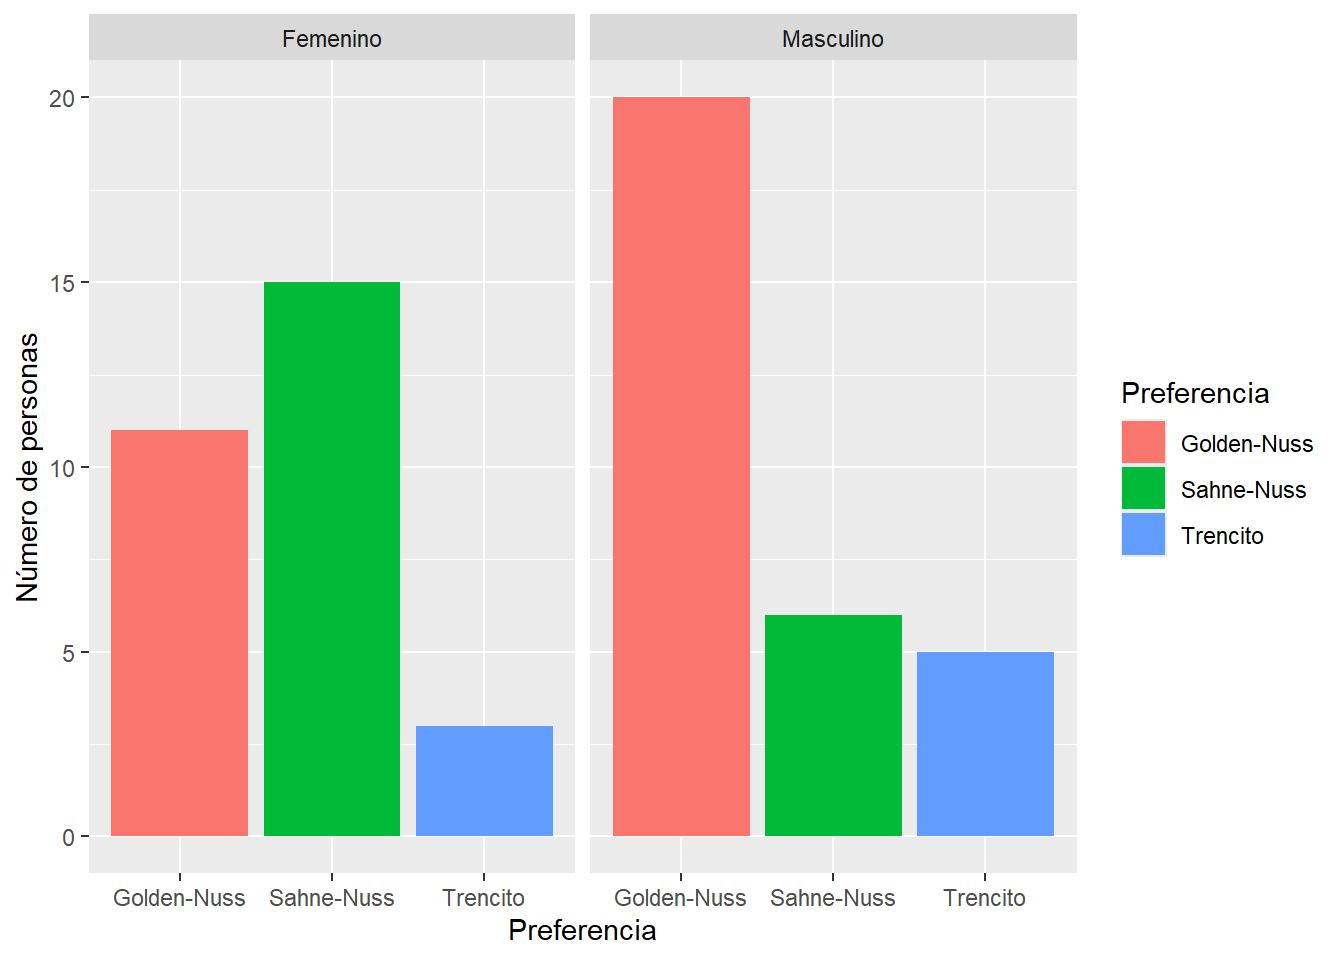 Femenino
Masculino
20
15
10
5
0
Número de personas
Golden-Nuss
Sahne-Nuss
Trencito
Golden-Nuss
Sahne-Nuss
Trencito
Preferencia
Preferencia
Golden-Nuss
Sahne-Nuss
Trencito